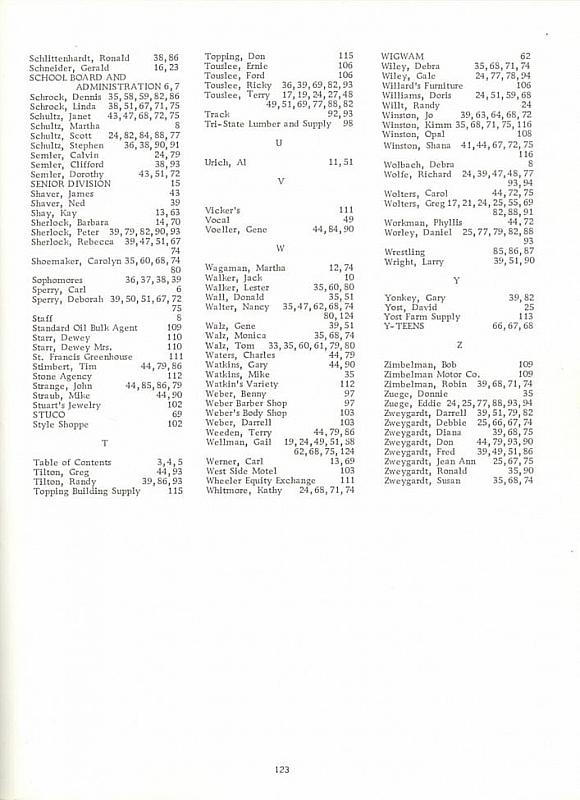 Schlittenhardt, Ronald 38,86
Schneider, Gerald 16,23
SCHOOL BOARD AND
ADMINISTRATION 6,7
Schrock, Dennis 35,58,59,82,86
Schrock, Linda 38,51,67,71,75
Schultz, Janet 43,47,68,72,75
Schultz, Martha 8
Schultz, Scott 24,82,84,88,77
Schultz, Stephen 36,38,90,91
Semler, Calvin 24,79
Semler, Clifford 38,93
Semler, Dorothy 43,51,72
SENIOR DIVISION 15
Shaver, James 43
Shaver, Ned 39
Shay, Kay 13,63
Sherlock, Barbara 14,70
Sherlock, Peter 39,79,82,90,93
Sherlock, Rebecca 39,47,51,67
74
Shoemaker, Carolyn 35,60,68,74
80
Sophomores 36,37,38,39
Sperry, Carl 6
Sperry, Deborah 39,50,51,67,72
75
Staff 8
Standard Oil Bulk Agent 109
Starr, Dewey 110
Starr, Dewey Mrs. 110
St. Francis Greenhouse 111
Stimbert, Tim 44,79,86
Stone Agency 112
Strange, John 44,85,86,79
Straub, Mike 44,90
Stuart's Jewelry 102
STUCO 69
Style Shoppe 102
T
Table of Contents 3,4,5
Tilton, Greg 44,93
Tilton, Randy 39,86,93
Topping Building Supply 115
Topping, Don 115
Touslee, Ernie 106
Touslee, Ford 106
Touslee, Ricky 36,39,69,82,93
Touslee, Terry 17,19,24,27,48
49,51,69,77,88,82
Track 92,93
Tri-State Lumber and Supply 98
U
Urich, Al 11,51
V
Vicker's 111
Vocal 49
Voeller, Gene 44,84,90
W
Wagaman, Martha 12,74
Walker, Jack 10
Walker, Lester 35,60,80
Wall, Donald 35,51
Walter, Nancy 35,47,62,68,74
80,124
Walz, Gene 39,51
Walz, Monica 35,68,74
Walz, Tom 33,35,60,61,79,80
Waters, Charles 44,79
Watkins, Gary 44,90
Watkins, Mike 35
Watkin's Variety 112
Weber, Benny 97
Weber Barber Shop 97
Weber's Body Shop 103
Weber, Darrell 103
Weeden, Terry 44,79,86
Wellman, Gail 19,24,49,51,58
62,68,75,124
Werner, Carl 13,69
West Side Motel 103
Wheeler Equity Exchange 111
Whitmore, Kathy 24,68,71,74
WIGWAM 62
Wiley, Debra 35,68,71,74
Wiley, Gale 24,77,78,94
Willard's Furniture 106
Williams, Doris 24,51,59,68
Willt, Randy 24
Winston, Jo 39,63,64,68,72
Winston, Kimm 35,68,71,75,116
Winston, Opal 108
Winston, Shana 41,44,67,72,75
116
Wolbach, Debra 8
Wolfe, Richard 24,39,47,48,77
93,94
Wolters, Carol 44,72,75
Wolters, Greg 17,21,24,25,55,69
82,88,91
Workman, Phyllis 44,72
Worley, Daniel 25,77,79,82,88
93
Wrestling 85,86,87
Wright, Larry 39,51,90
Y
Yonkey, Gary 39,82
Yost, David 25
Yost Farm Supply 113
Y-TEENS 66,67,68
Z
Zimbelman, Bob 109
Zimbelman Motor Co. 109
Zimbelman, Robin 39,68,71,74
Zuege, Donnie 35
Zuege, Eddie 24,25,77,88,93,94
Zweygardt, Darrell 39,51,79,82
Zweygardt, Debbie 25,66,67,74
Zweygardt, Diana 39,68,75
Zweygardt, Don 44,79,93,90
Zweygardt, Fred 39,49,51,86
Zweygardt, Jean Ann 25,67,75
Zweygardt, Ronald 35,90
Zweygardt, Susan 35,68,74
123